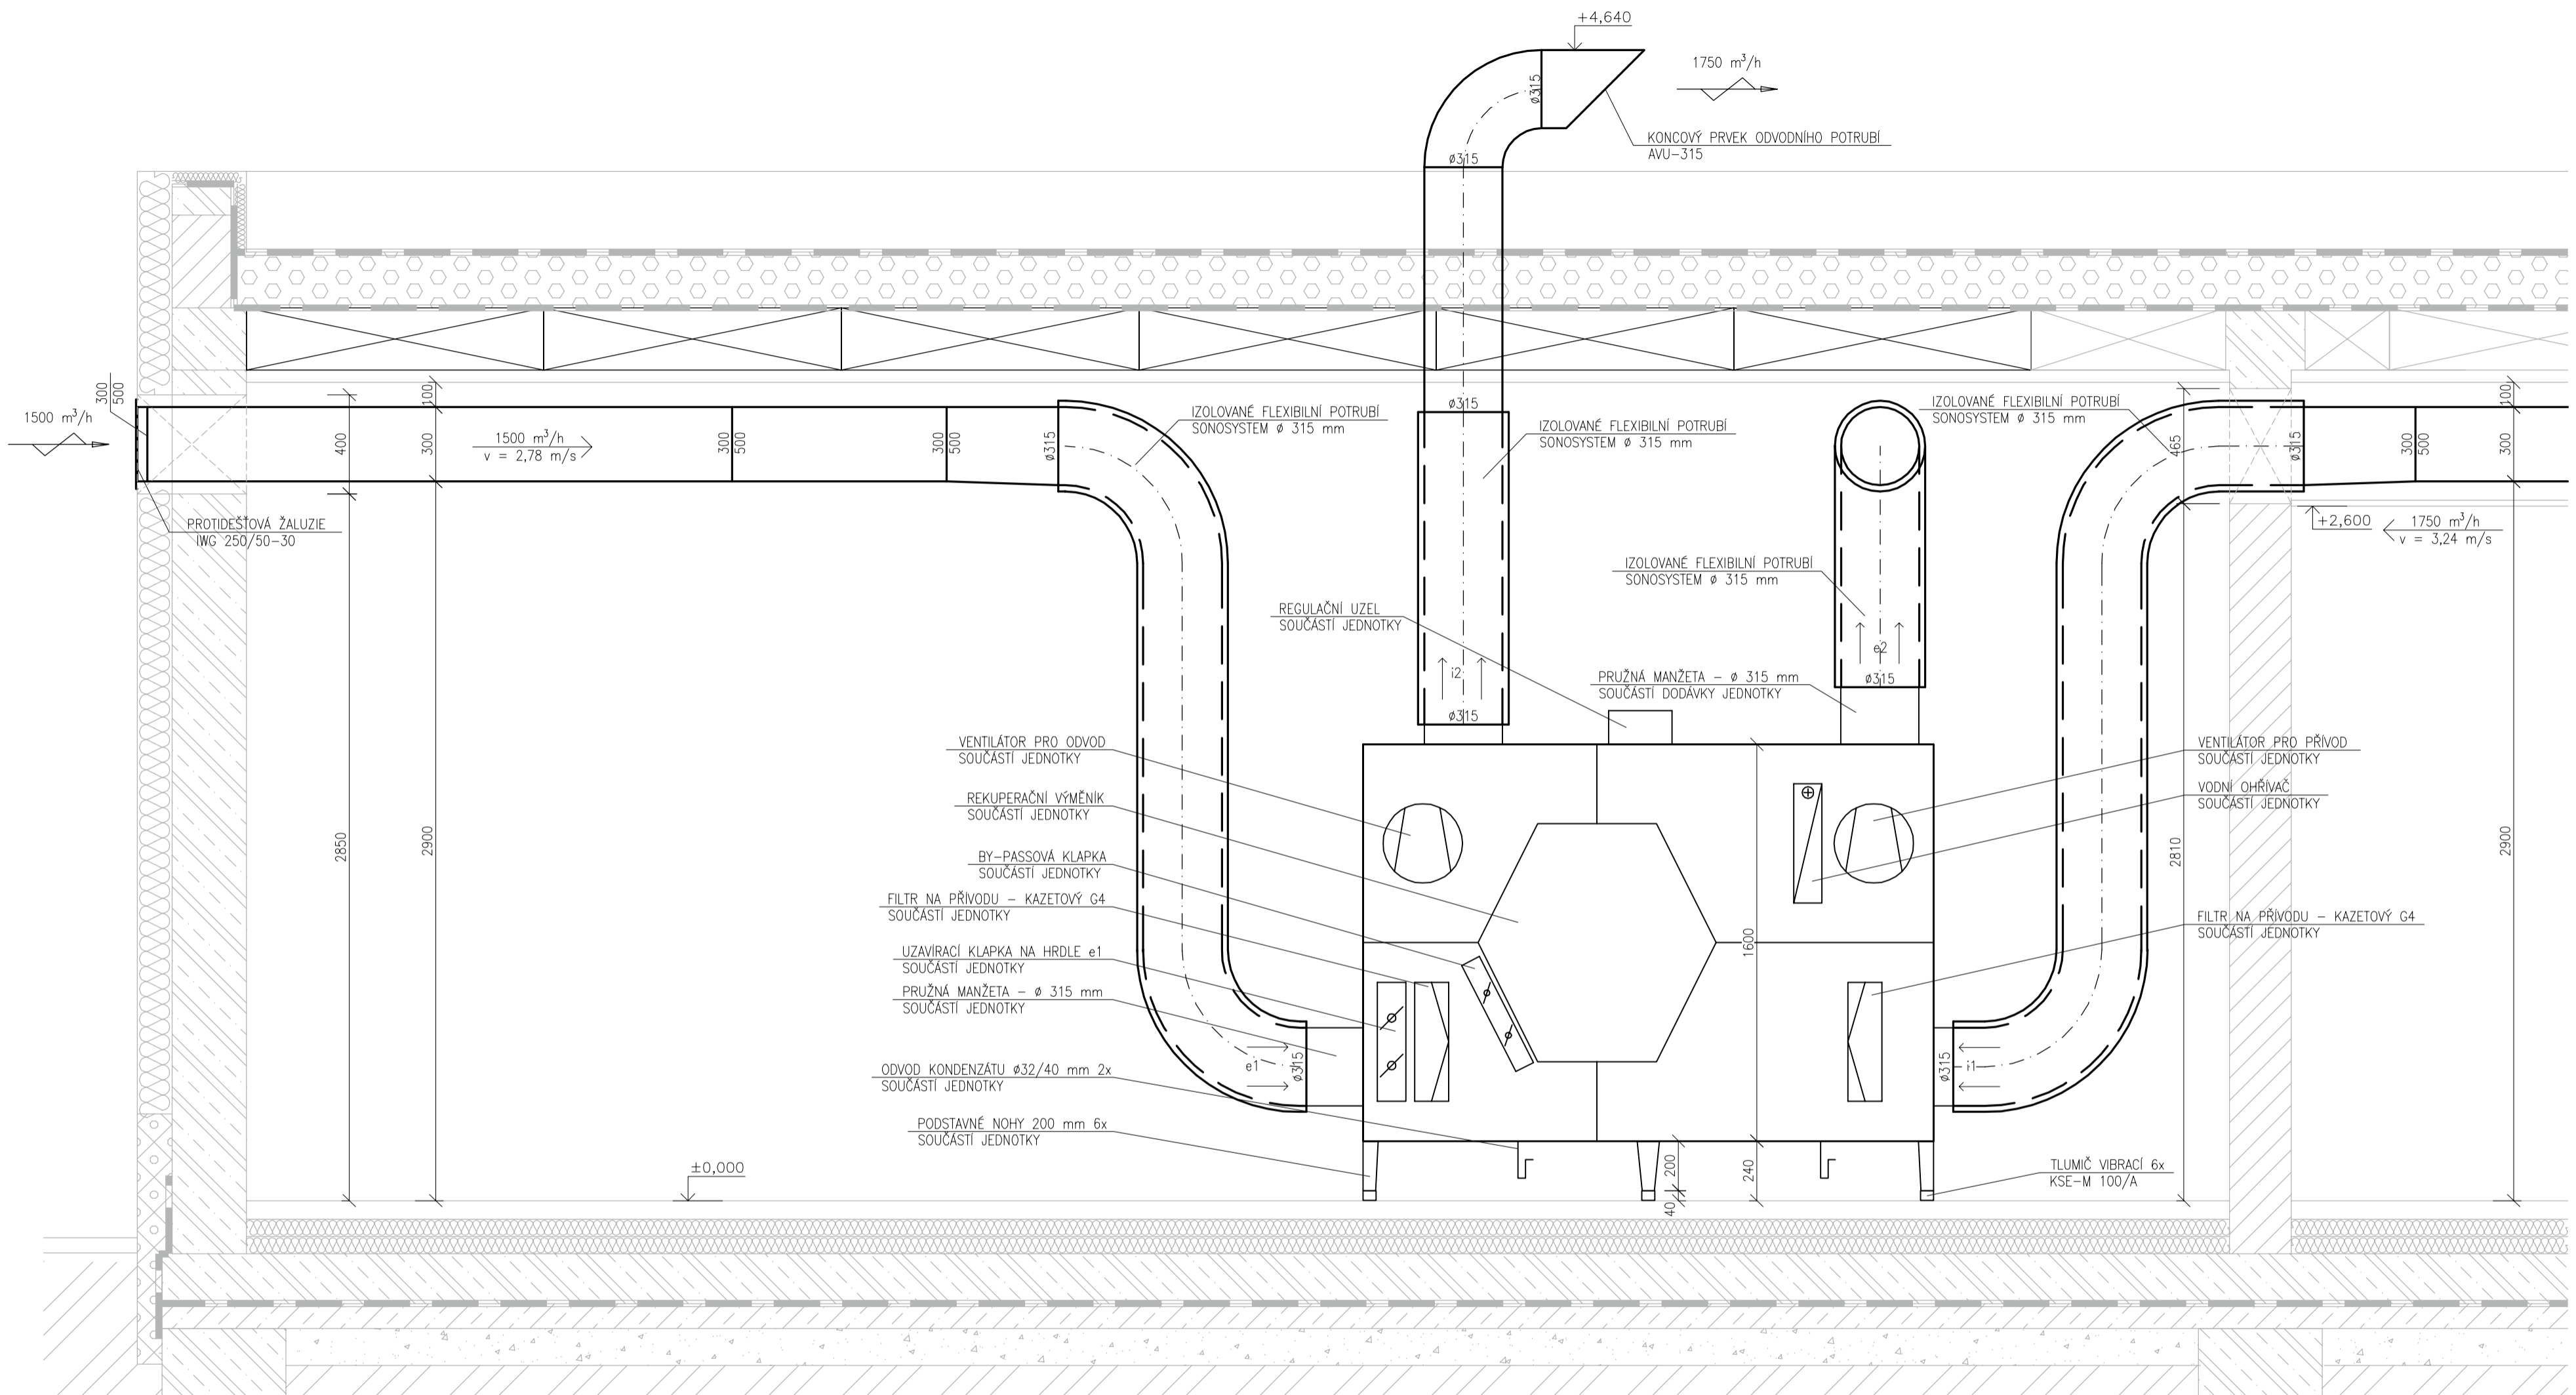 +4,640
1750 m³/h
ø315
KONCOVÝ PRVEK ODVODNÍHO POTRUBÍ
AVU-315
ø315
300
500
1500 m³/h
400
100
300
1500 m³/h
v = 2,78 m/s
300
500
300
500
ø315
IZOLOVANÉ FLEXIBILNÍ POTRUBÍ
SONOSYSTEM ø 315 mm
ø315
IZOLOVANÉ FLEXIBILNÍ POTRUBÍ
SONOSYSTEM ø 315 mm
IZOLOVANÉ FLEXIBILNÍ POTRUBÍ
SONOSYSTEM ø 315 mm
465
ø315
300
500
100
300
PROTIDEŠŤOVÁ ŽALUZIE
IWG 250/50-30
+2,600
1750 m³/h
v = 3,24 m/s
IZOLOVANÉ FLEXIBILNÍ POTRUBÍ
SONOSYSTEM ø 315 mm
REGULAČNÍ UZEL
SOUČÁSTÍ JEDNOTKY
e2
i2
PRUŽNÁ MANŽETA - ø 315 mm
SOUČÁSTÍ DODÁVKY JEDNOTKY
ø315
ø315
VENTILÁTOR PRO ODVOD
SOUČÁSTÍ JEDNOTKY
VENTILÁTOR PRO PŘÍVOD
SOUČÁSTÍ JEDNOTKY
REKUPERAČNÍ VÝMĚNÍK
SOUČÁSTÍ JEDNOTKY
VODNÍ OHŘÍVAČ
SOUČÁSTÍ JEDNOTKY
2850
2900
BY-PASSOVÁ KLAPKA
SOUČÁSTÍ JEDNOTKY
2810
2900
FILTR NA PŘÍVODU - KAZETOVÝ G4
SOUČÁSTÍ JEDNOTKY
FILTR NA PŘÍVODU - KAZETOVÝ G4
SOUČÁSTÍ JEDNOTKY
1600
UZAVÍRACÍ KLAPKA NA HRDLE e1
SOUČÁSTÍ JEDNOTKY
PRUŽNÁ MANŽETA - ø 315 mm
SOUČÁSTÍ JEDNOTKY
e1
ø315
ø315
i1
ODVOD KONDENZÁTU ø32/40 mm 2x
SOUČÁSTÍ JEDNOTKY
PODSTAVNÉ NOHY 200 mm 6x
SOUČÁSTÍ JEDNOTKY
±0,000
200
40
240
TLUMIČ VIBRACÍ 6x
KSE-M 100/A